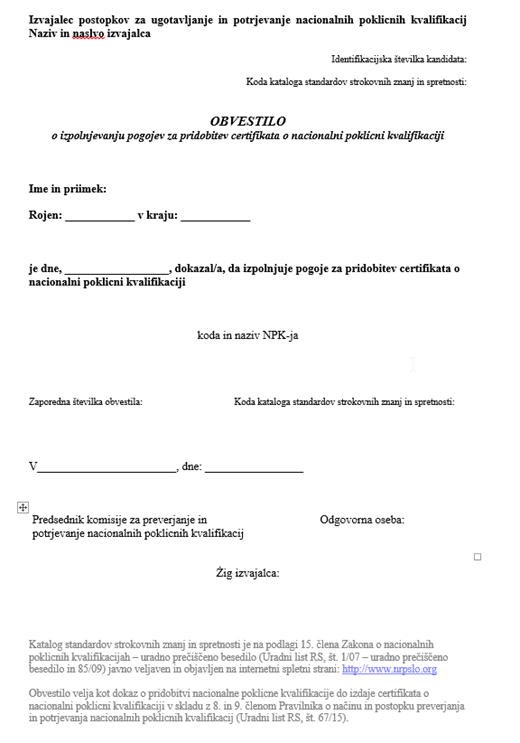 Izvajalec postopkov za ugotavljanje in potrjevanje nacionalnih poklicnih kvalifikacij
Naziv in naslvo izvajalca
Identifikacijska številka kandidata:
Koda kataloga standardov strokovnih znanj in spretnosti:
OBVESTILO
o izpolnjevanju pogojev za pridobitev certifikata o nacionalni poklicni kvalifikaciji
Ime in priimek:
Rojen: ____________ v kraju: ____________
je dne, __________________, dokazal/a, da izpolnjuje pogoje za pridobitev certifikata o
nacionalni poklicni kvalifikaciji
koda in naziv NPK-ja
Zaporedna številka obvestila: Koda kataloga standardov strokovnih znanj in spretnosti:
V________________________, dne: _________________
Predsednik komisije za preverjanje in Odgovorna oseba:
potrjevanje nacionalnih poklicnih kvalifikacij
Žig izvajalca:
Katalog standardov strokovnih znanj in spretnosti je na podlagi 15. člena Zakona o nacionalnih
poklicnih kvalifikacijah – uradno prečiščeno besedilo (Uradni list RS, št. 1/07 – uradno prečiščeno
besedilo in 85/09) javno veljaven in objavljen na internetni spletni strani: http://www.nrpslo.org
Obvestilo velja kot dokaz o pridobitvi nacionalne poklicne kvalifikacije do izdaje certifikata o
nacionalni poklicni kvalifikaciji v skladu z 8. in 9. členom Pravilnika o načinu in postopku preverjanja
in potrjevanja nacionalnih poklicnih kvalifikacij (Uradni list RS, št. 67/15).